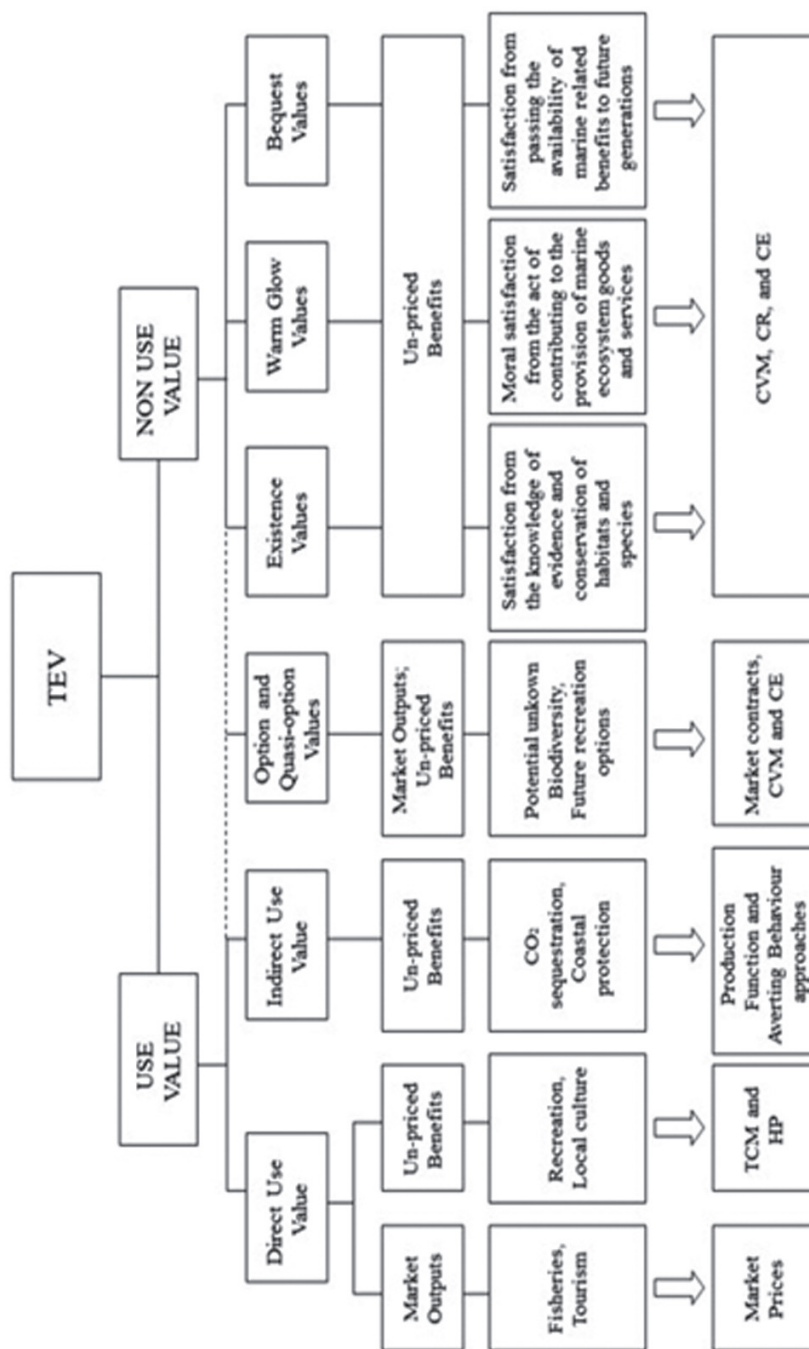 TEV
USE
VALUE
NON USE
VALUE
Direct Use
Value
Indirect Use
Value
Option and
Quasi-option
Values
Existence
Values
Warm Glow
Values
Bequest
Values
Market
Outputs
Un-priced
Benefits
Un-priced
Benefits
Market Outputs;
Un-priced
Benefits
Un-priced
Benefits
Fisheries,
Tourism
Recreation,
Local culture
CO₂
sequestration,
Coastal
protection
Potential unkown
Biodiversity,
Future recreation
options
Satisfaction from
the knowledge of
evidence and
conservation of
habitats and
species
Moral satisfaction
from the act of
contributing to the
provision of marine
ecosystem goods
and services
Satisfaction from
passing the
availability of
marine related
benefits to future
generations
Market
Prices
TCM and
HP
Production
Function and
Averting Behaviour
approaches
Market contracts,
CVM and CE
CVM, CR, and CE